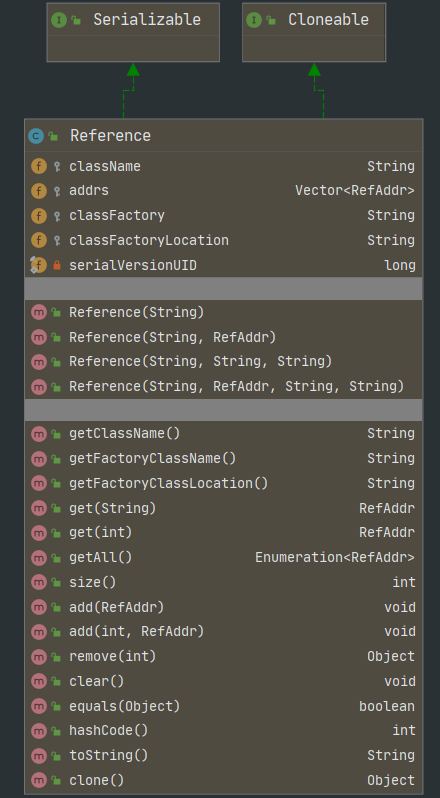 Serializable
Cloneable
Reference
className String
addrs Vector<RefAddr>
classFactory String
classFactoryLocation String
serialVersionUID long
Reference(String)
Reference(String, RefAddr)
Reference(String, String, String)
Reference(String, RefAddr, String, String)
getClassName() String
getFactoryClassName() String
getFactoryClassLocation() String
get(String) RefAddr
get(int) RefAddr
getAll() Enumeration<RefAddr>
size() int
add(RefAddr) void
add(int, RefAddr) void
remove(int) Object
clear() void
equals(Object) boolean
hashCode() int
toString() String
clone() Object